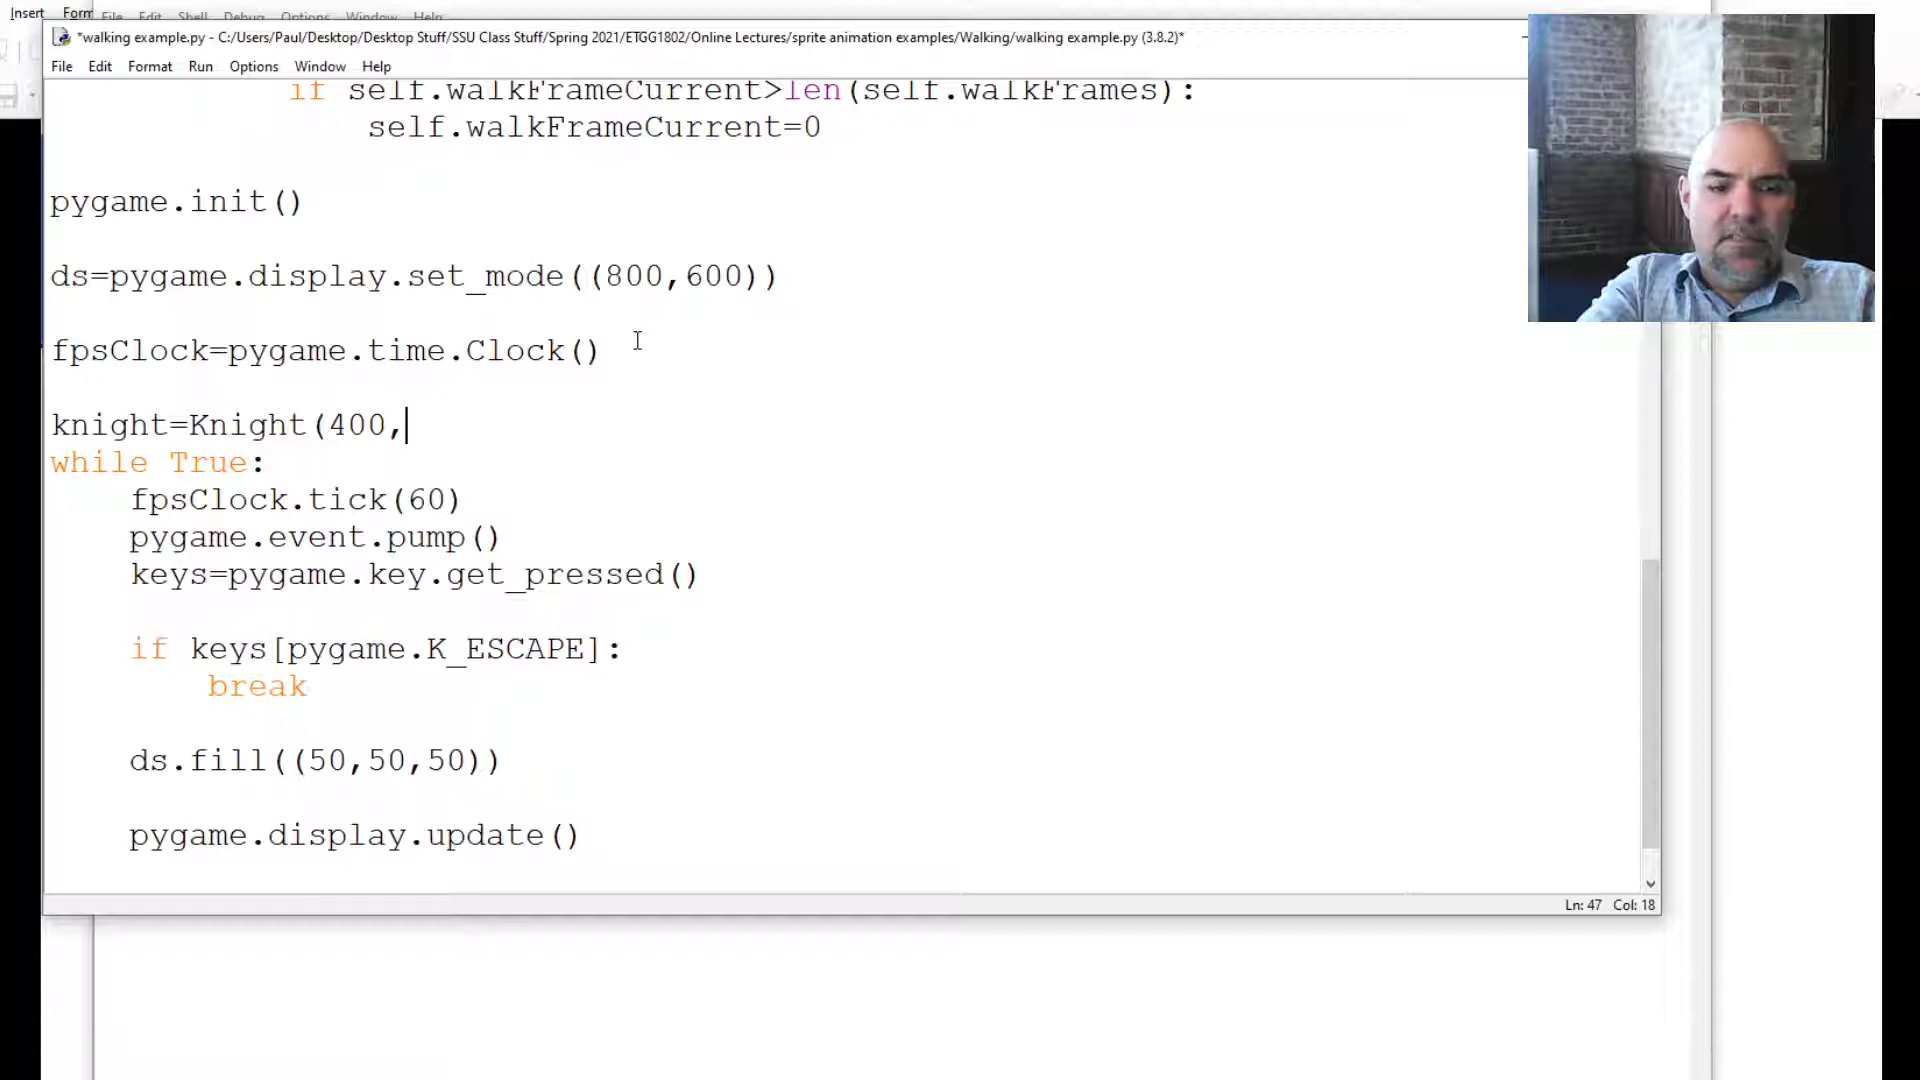 Insert Form File Edit Shell Debug Options Window Help
*walking example.py - C:/Users/Paul/Desktop/Desktop Stuff/SSU Class Stuff/Spring 2021/ETGG1802/Online Lectures/sprite animation examples/Walking/walking example.py (3.8.2)*
File Edit Format Run Options Window Help
if self.walkFrameCurrent>len(self.walkFrames):
self.walkFrameCurrent=0
pygame.init()
ds=pygame.display.set_mode((800,600))
fpsClock=pygame.time.Clock()
knight=Knight(400,
while True:
fpsClock.tick(60)
pygame.event.pump()
keys=pygame.key.get_pressed()
if keys[pygame.K_ESCAPE]:
break
ds.fill((50,50,50))
pygame.display.update()
Ln: 47 Col: 18